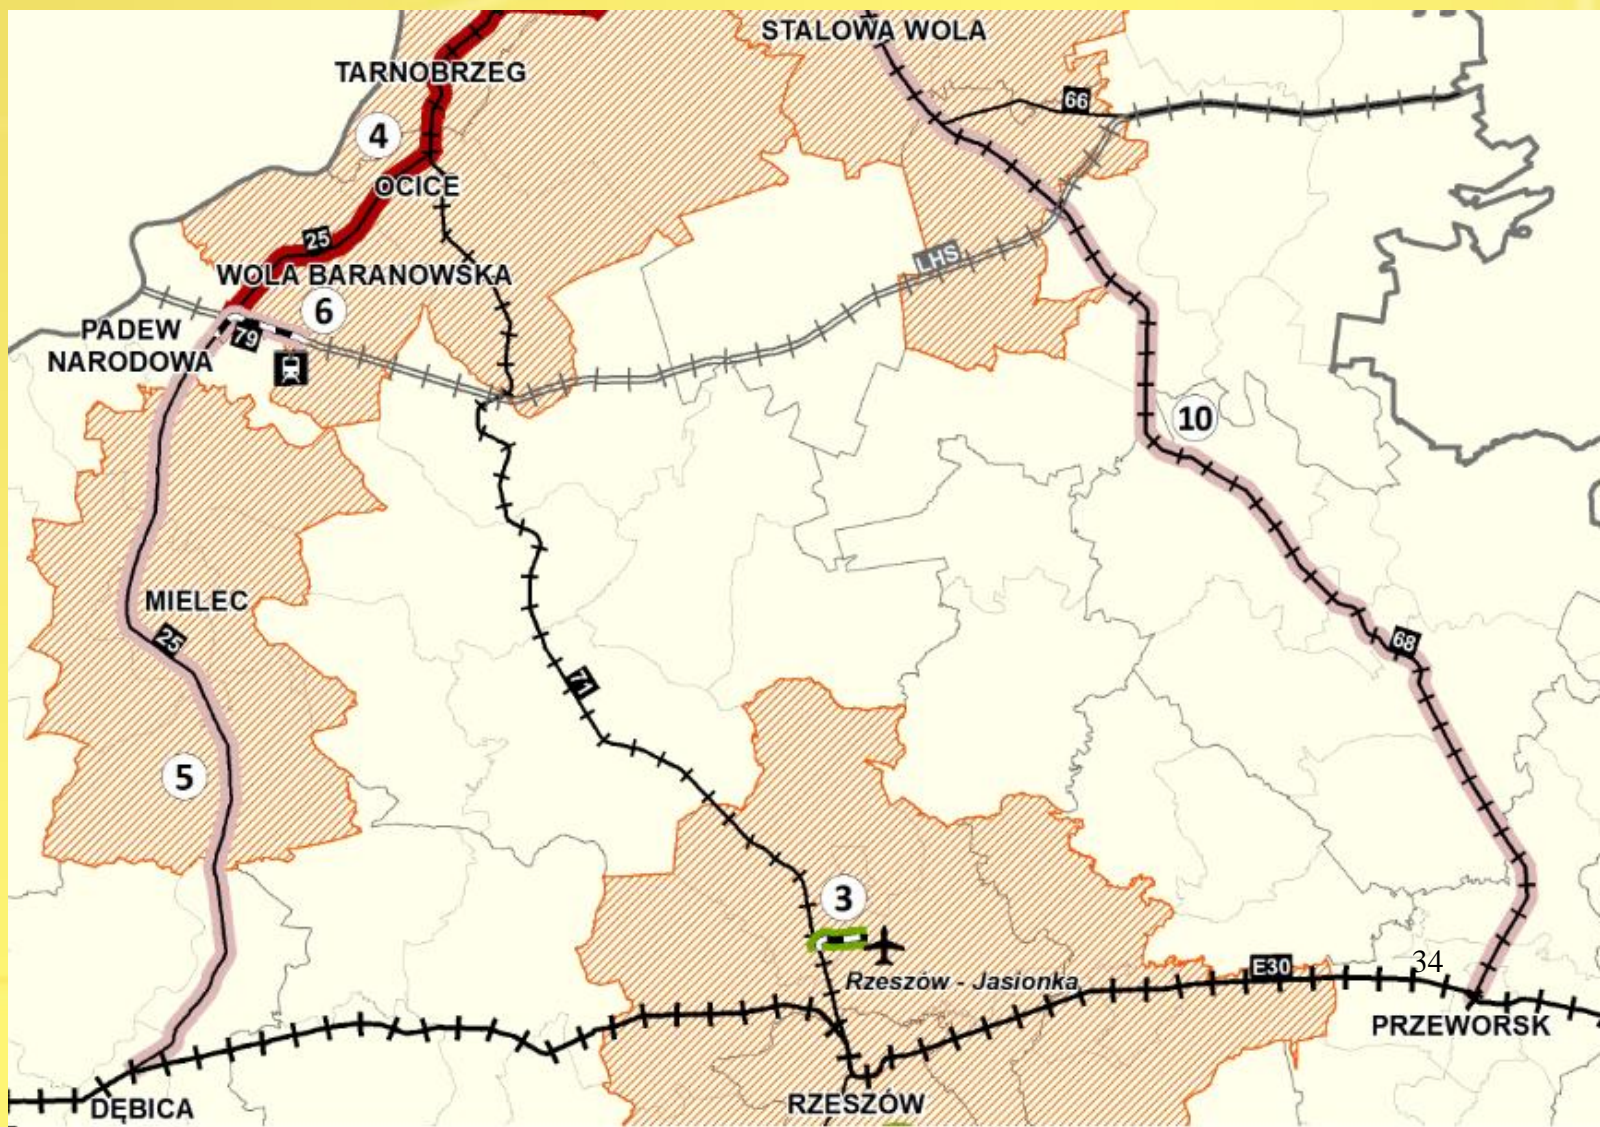 STALOWA WOLA
TARNOBRZEG
66
4
OCICE
25
LHS
WOLA BARANOWSKA
6
PADEW
NARODOWA
79
10
MIELEC
25
68
71
5
3
34
E30
Rzeszów - Jasionka
PRZEWORSK
DĘBICA
RZESZÓW